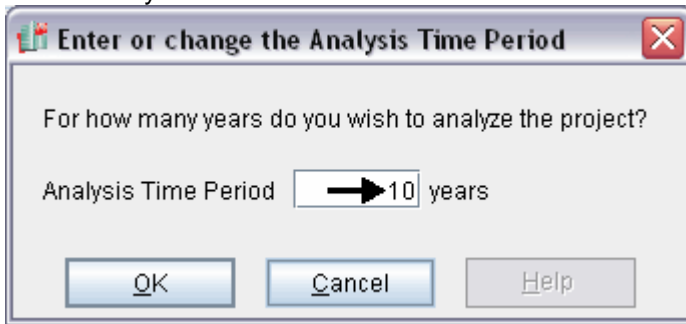 Enter or change the Analysis Time Period
For how many years do you wish to analyze the project?
Analysis Time Period 10 years
OK Cancel Help